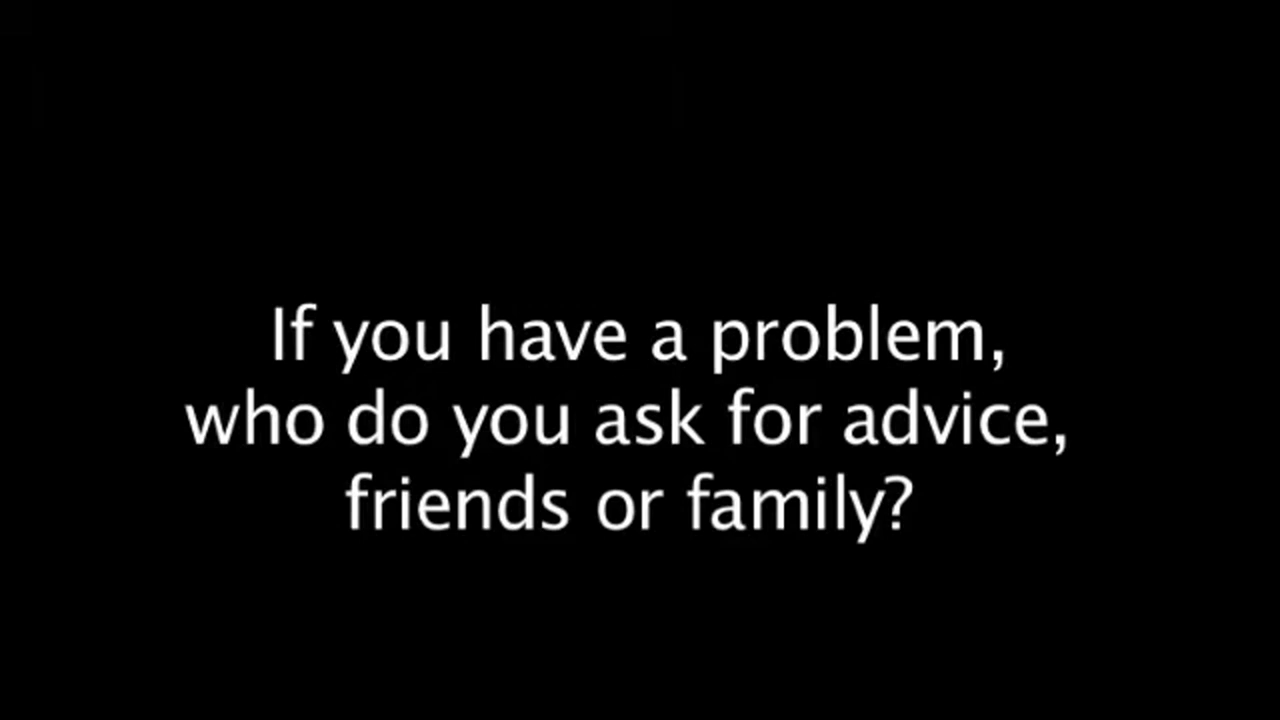 If you have a problem,
who do you ask for advice,
friends or family?